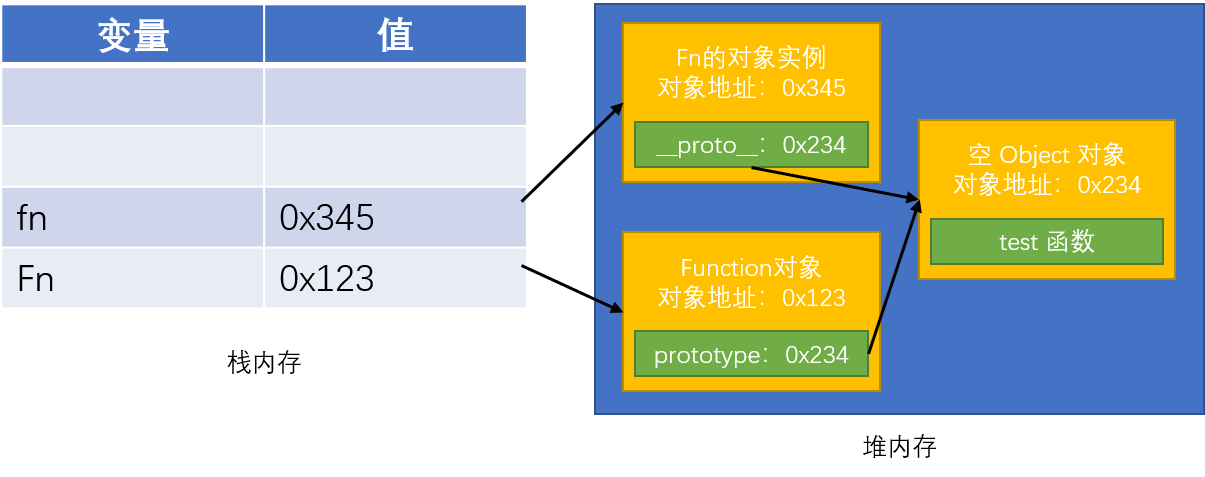 变量
值
fn
0x345
Fn
0x123
栈内存
Fn的对象实例
对象地址：0x345
__proto__：0x234
Function对象
对象地址：0x123
prototype：0x234
空 Object 对象
对象地址：0x234
test 函数
堆内存